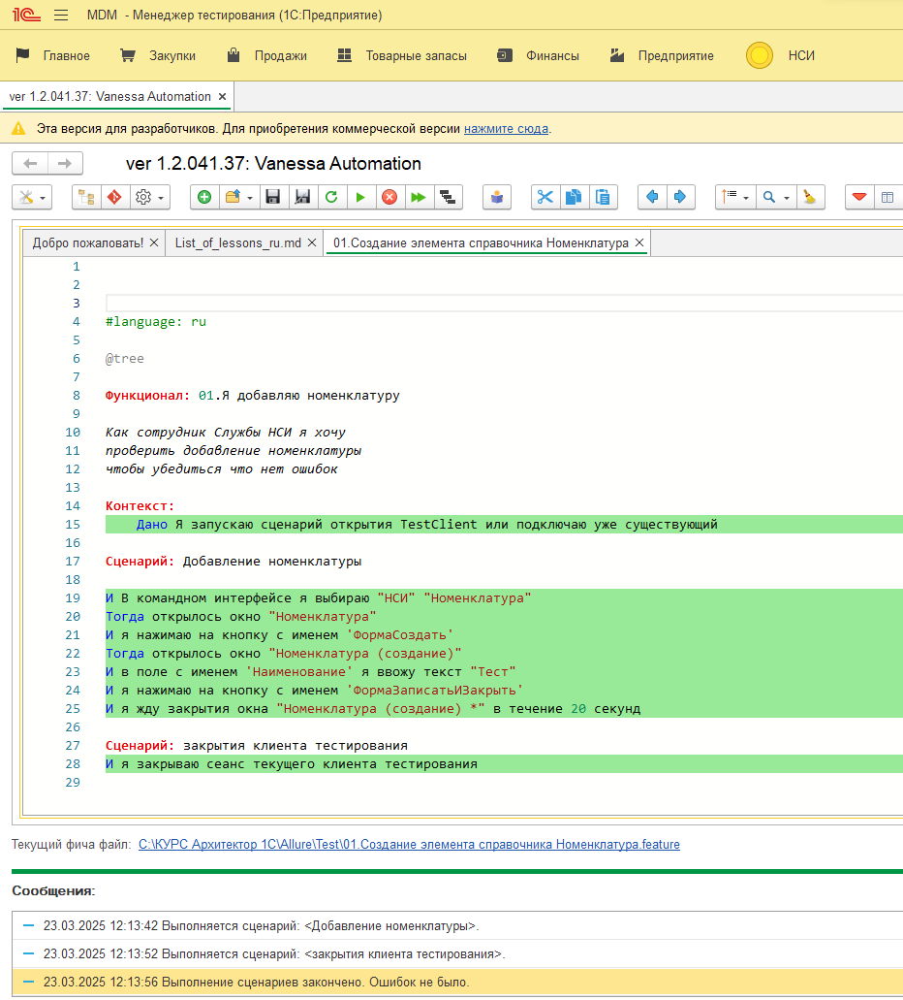 1С MDM - Менеджер тестирования (1С:Предприятие)
Главное Закупки Продажи Товарные запасы Финансы Предприятие НСИ
ver 1.2.041.37: Vanessa Automation
Эта версия для разработчиков. Для приобретения коммерческой версии нажмите сюда.
ver 1.2.041.37: Vanessa Automation
Добро пожаловать! List_of_lessons_ru.md 01.Создание элемента справочника Номенклатура
1
2
3
4 #language: ru
5
6 @tree
7
8 Функционал: 01.Я добавляю номенклатуру
9
10 Как сотрудник Службы НСИ я хочу
11 проверить добавление номенклатуры
12 чтобы убедиться что нет ошибок
13
14 Контекст:
15 Дано Я запускаю сценарий открытия TestClient или подключаю уже существующий
16
17 Сценарий: Добавление номенклатуры
18
19 И В командном интерфейсе я выбираю "НСИ" "Номенклатура"
20 Тогда открылось окно "Номенклатура"
21 И я нажимаю на кнопку с именем 'ФормаСоздать'
22 Тогда открылось окно "Номенклатура (создание)"
23 И в поле с именем 'Наименование' я ввожу текст "Тест"
24 И я нажимаю на кнопку с именем 'ФормаЗаписатьИЗакрыть'
25 И я жду закрытия окна "Номенклатура (создание) *" в течение 20 секунд
26
27 Сценарий: закрытия клиента тестирования
28 И я закрываю сеанс текущего клиента тестирования
29
Текущий фича файл: C:\КУРС Архитектор 1С\Allure\Test\01.Создание элемента справочника Номенклатура.feature
Сообщения:
23.03.2025 12:13:42 Выполняется сценарий: <Добавление номенклатуры>.
23.03.2025 12:13:52 Выполняется сценарий: <закрытия клиента тестирования>.
23.03.2025 12:13:56 Выполнение сценариев закончено. Ошибок не было.